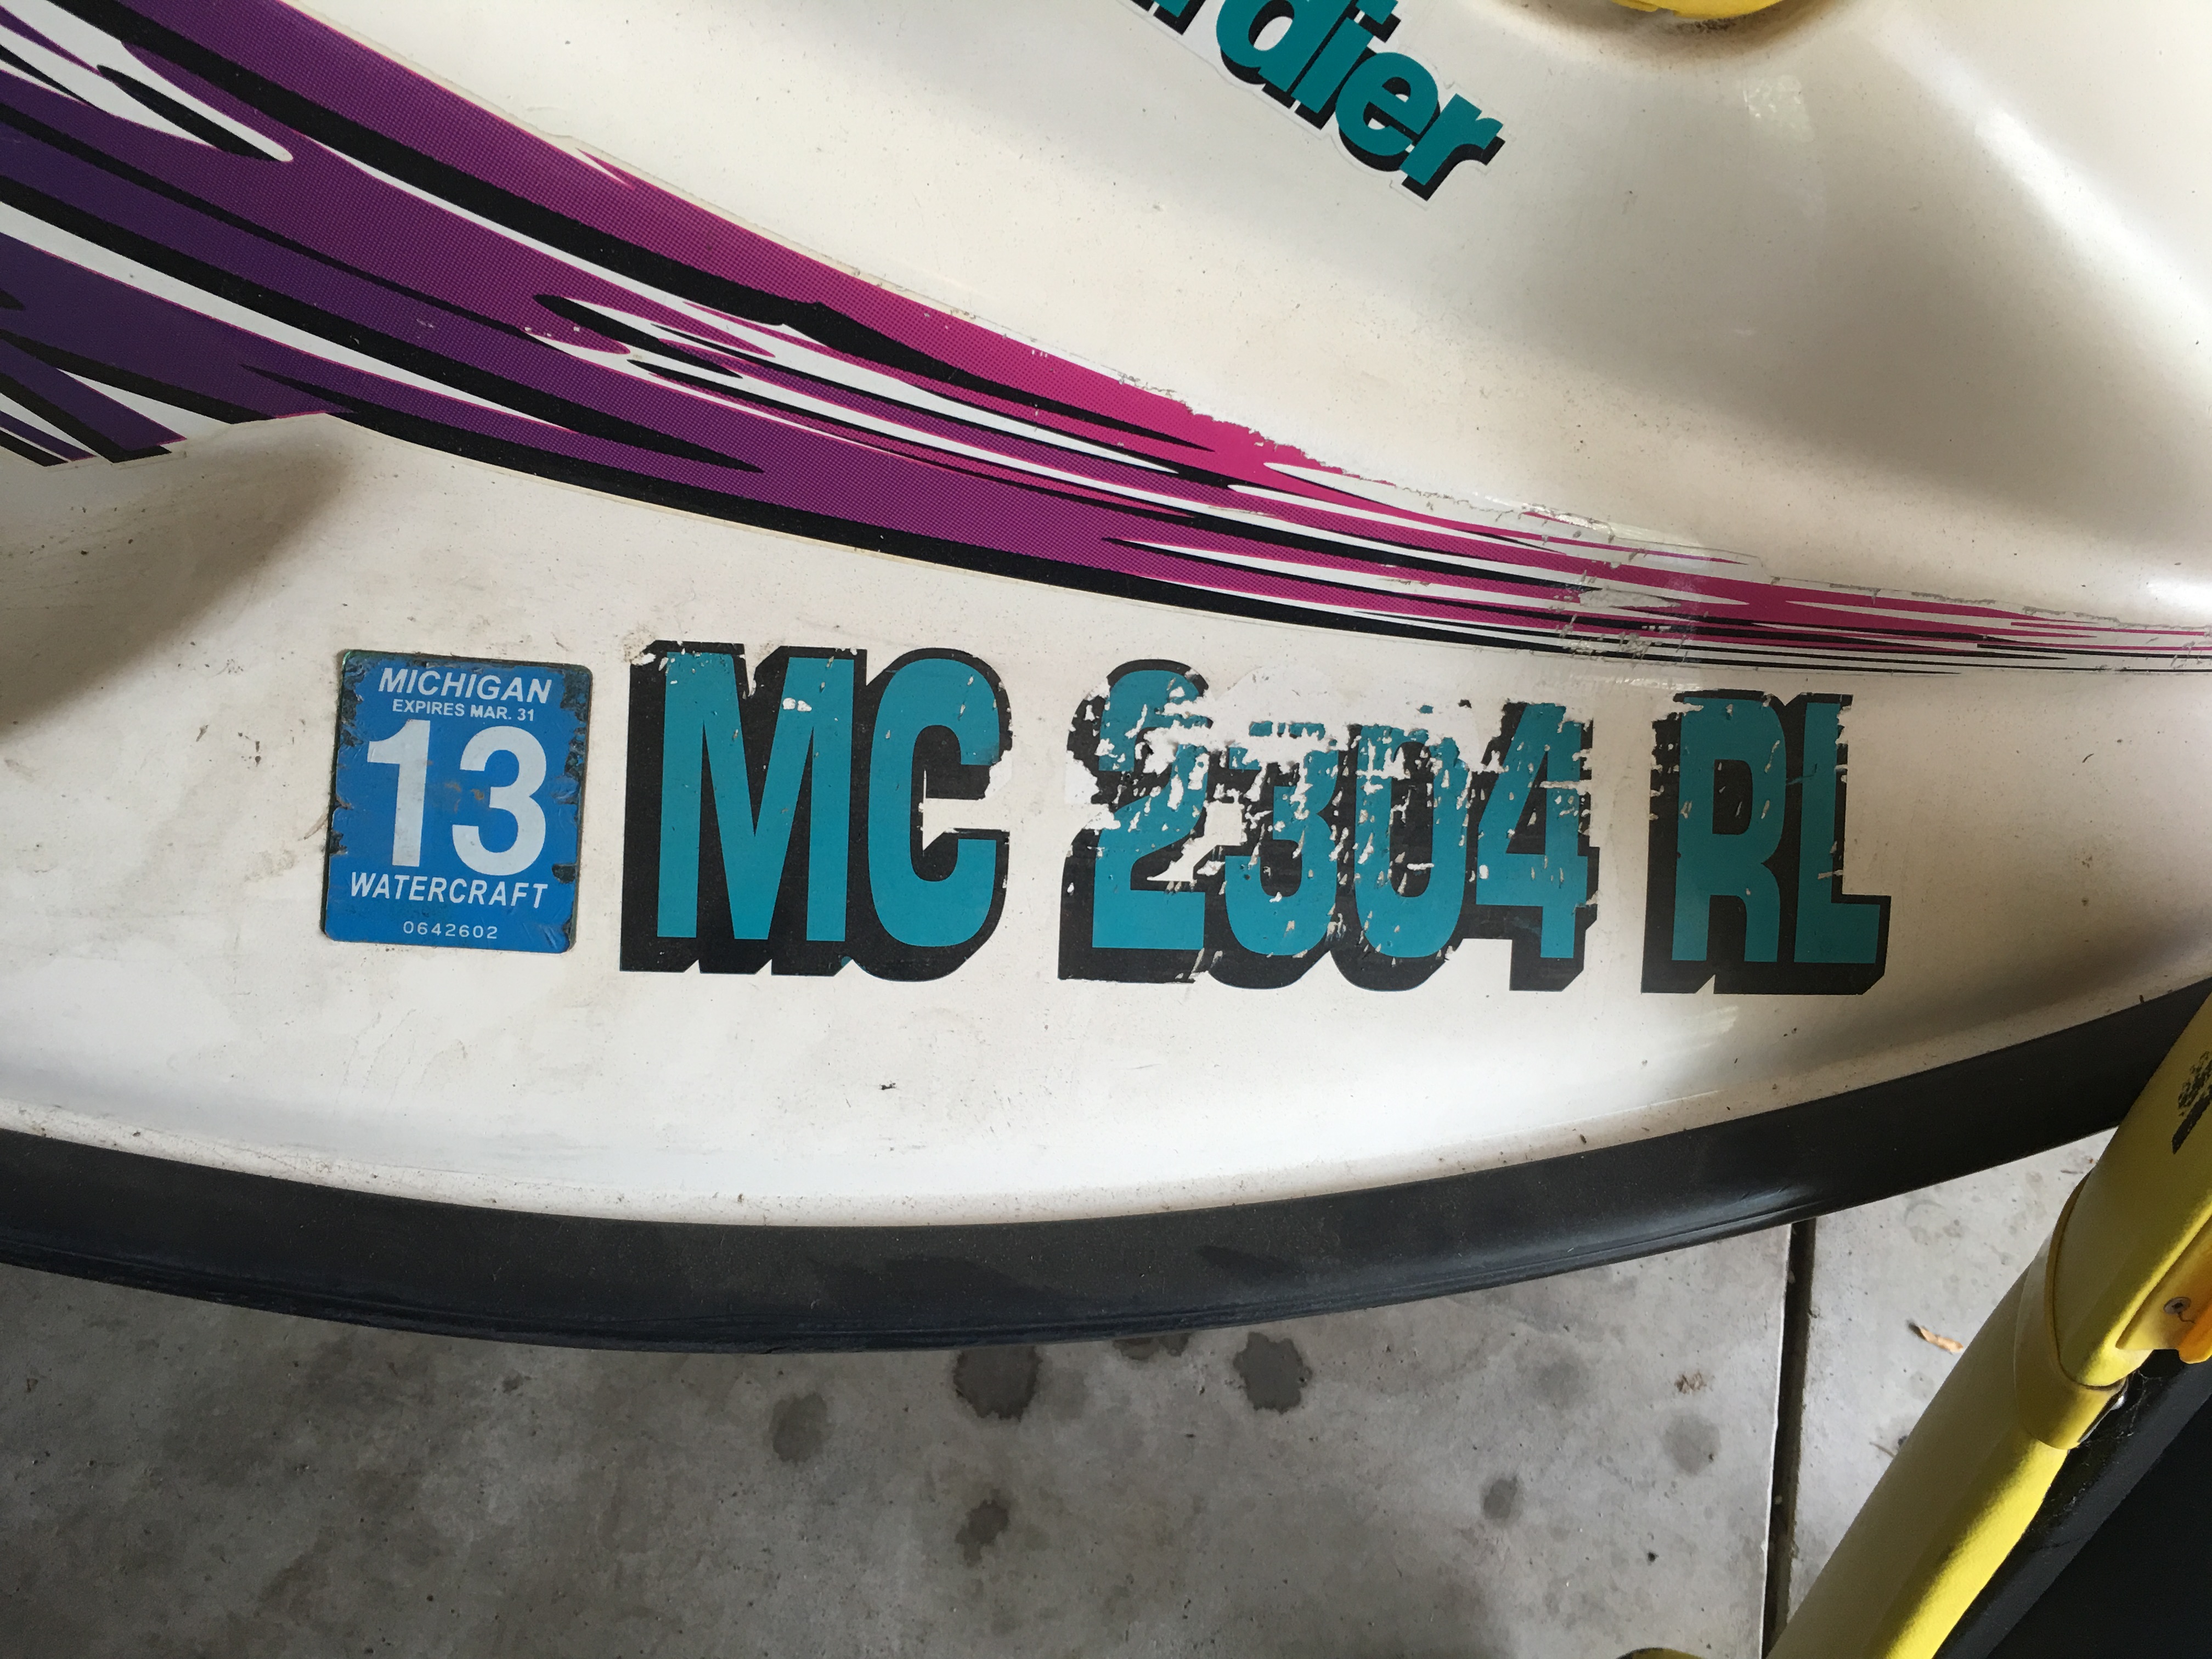 rdier
MICHIGAN
EXPIRES MAR. 31
13
WATERCRAFT
0642602
MC 2304 RL